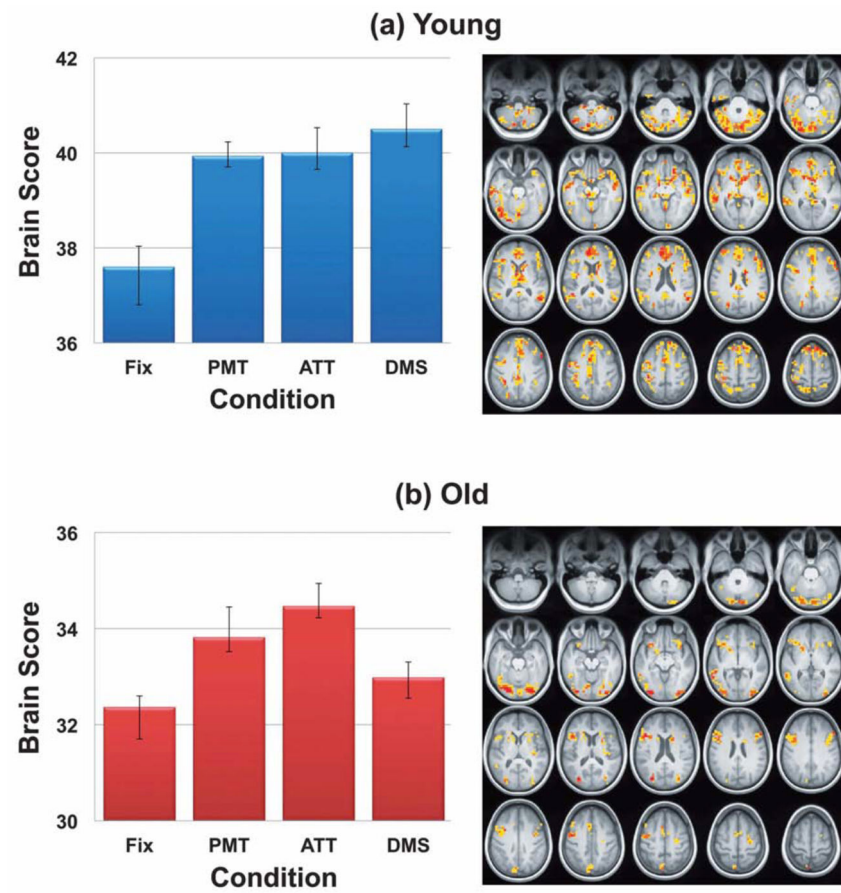 (a) Young
42
40
38
36
Brain Score
Fix PMT ATT DMS
Condition
(b) Old
36
34
32
30
Brain Score
Fix PMT ATT DMS
Condition